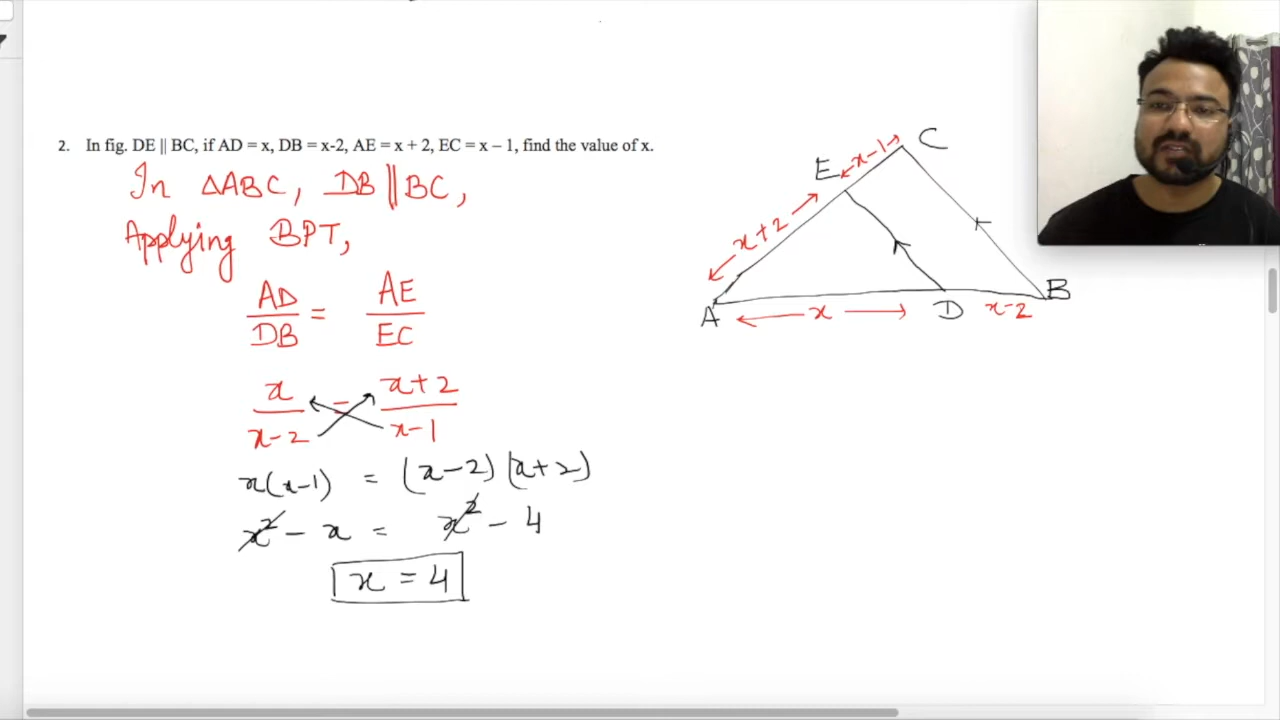 2. In fig. DE || BC, if AD = x, DB = x-2, AE = x + 2, EC = x – 1, find the value of x.
In ΔABC, DB || BC,
Applying BPT,
AD/DB = AE/EC
x/x-2 = x+2/x-1
x(x-1) = (x-2)(x+2)
x² - x = x² - 4
x = 4
C
x-1
E
x+2
A
x
D
x-2
B